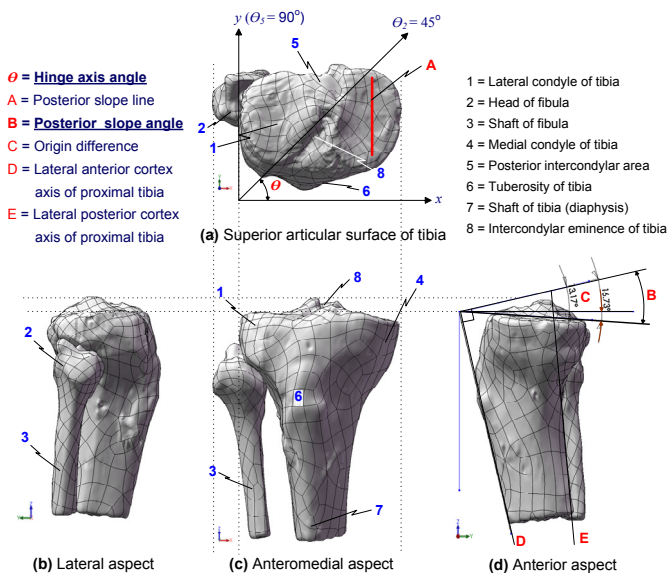 y (Θ5 = 90o)
Θ2 = 45o
5
A
θ = Hinge axis angle
A = Posterior slope line
B = Posterior slope angle
C = Origin difference
D = Lateral anterior cortex
axis of proximal tibia
E = Lateral posterior cortex
axis of proximal tibia
2
1
θ
8
6
x
(a) Superior articular surface of tibia
1 = Lateral condyle of tibia
2 = Head of fibula
3 = Shaft of fibula
4 = Medial condyle of tibia
5 = Posterior intercondylar area
6 = Tuberosity of tibia
7 = Shaft of tibia (diaphysis)
8 = Intercondylar eminence of tibia
2
3
(b) Lateral aspect
1
8
4
6
3
7
(c) Anteromedial aspect
3.17°
C
15.73°
B
D
E
(d) Anterior aspect